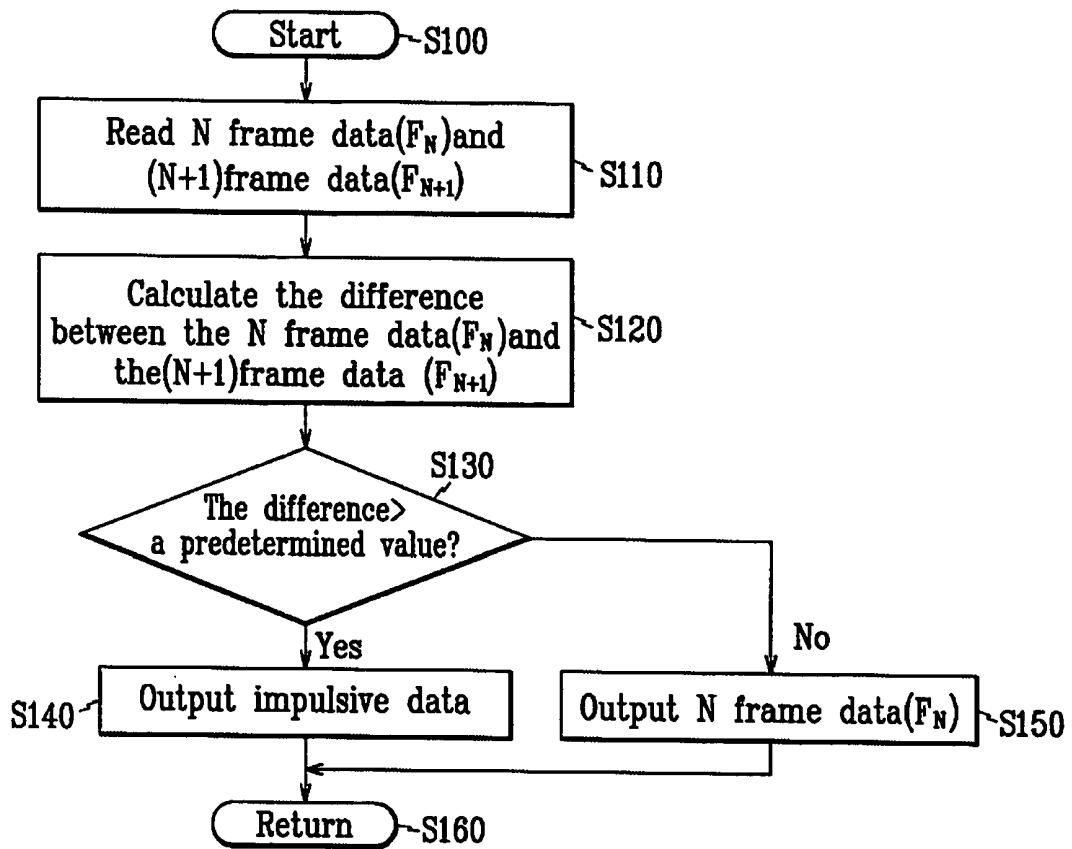 Start
S100
Read N frame data(F_N)and
(N+1)frame data(F_N+1)
S110
Calculate the difference
between the N frame data(F_N)and
the(N+1)frame data (F_N+1)
S120
S130
The difference>
a predetermined value?
Yes
No
S140
Output impulsive data
Output N frame data(F_N)
S150
Return
S160